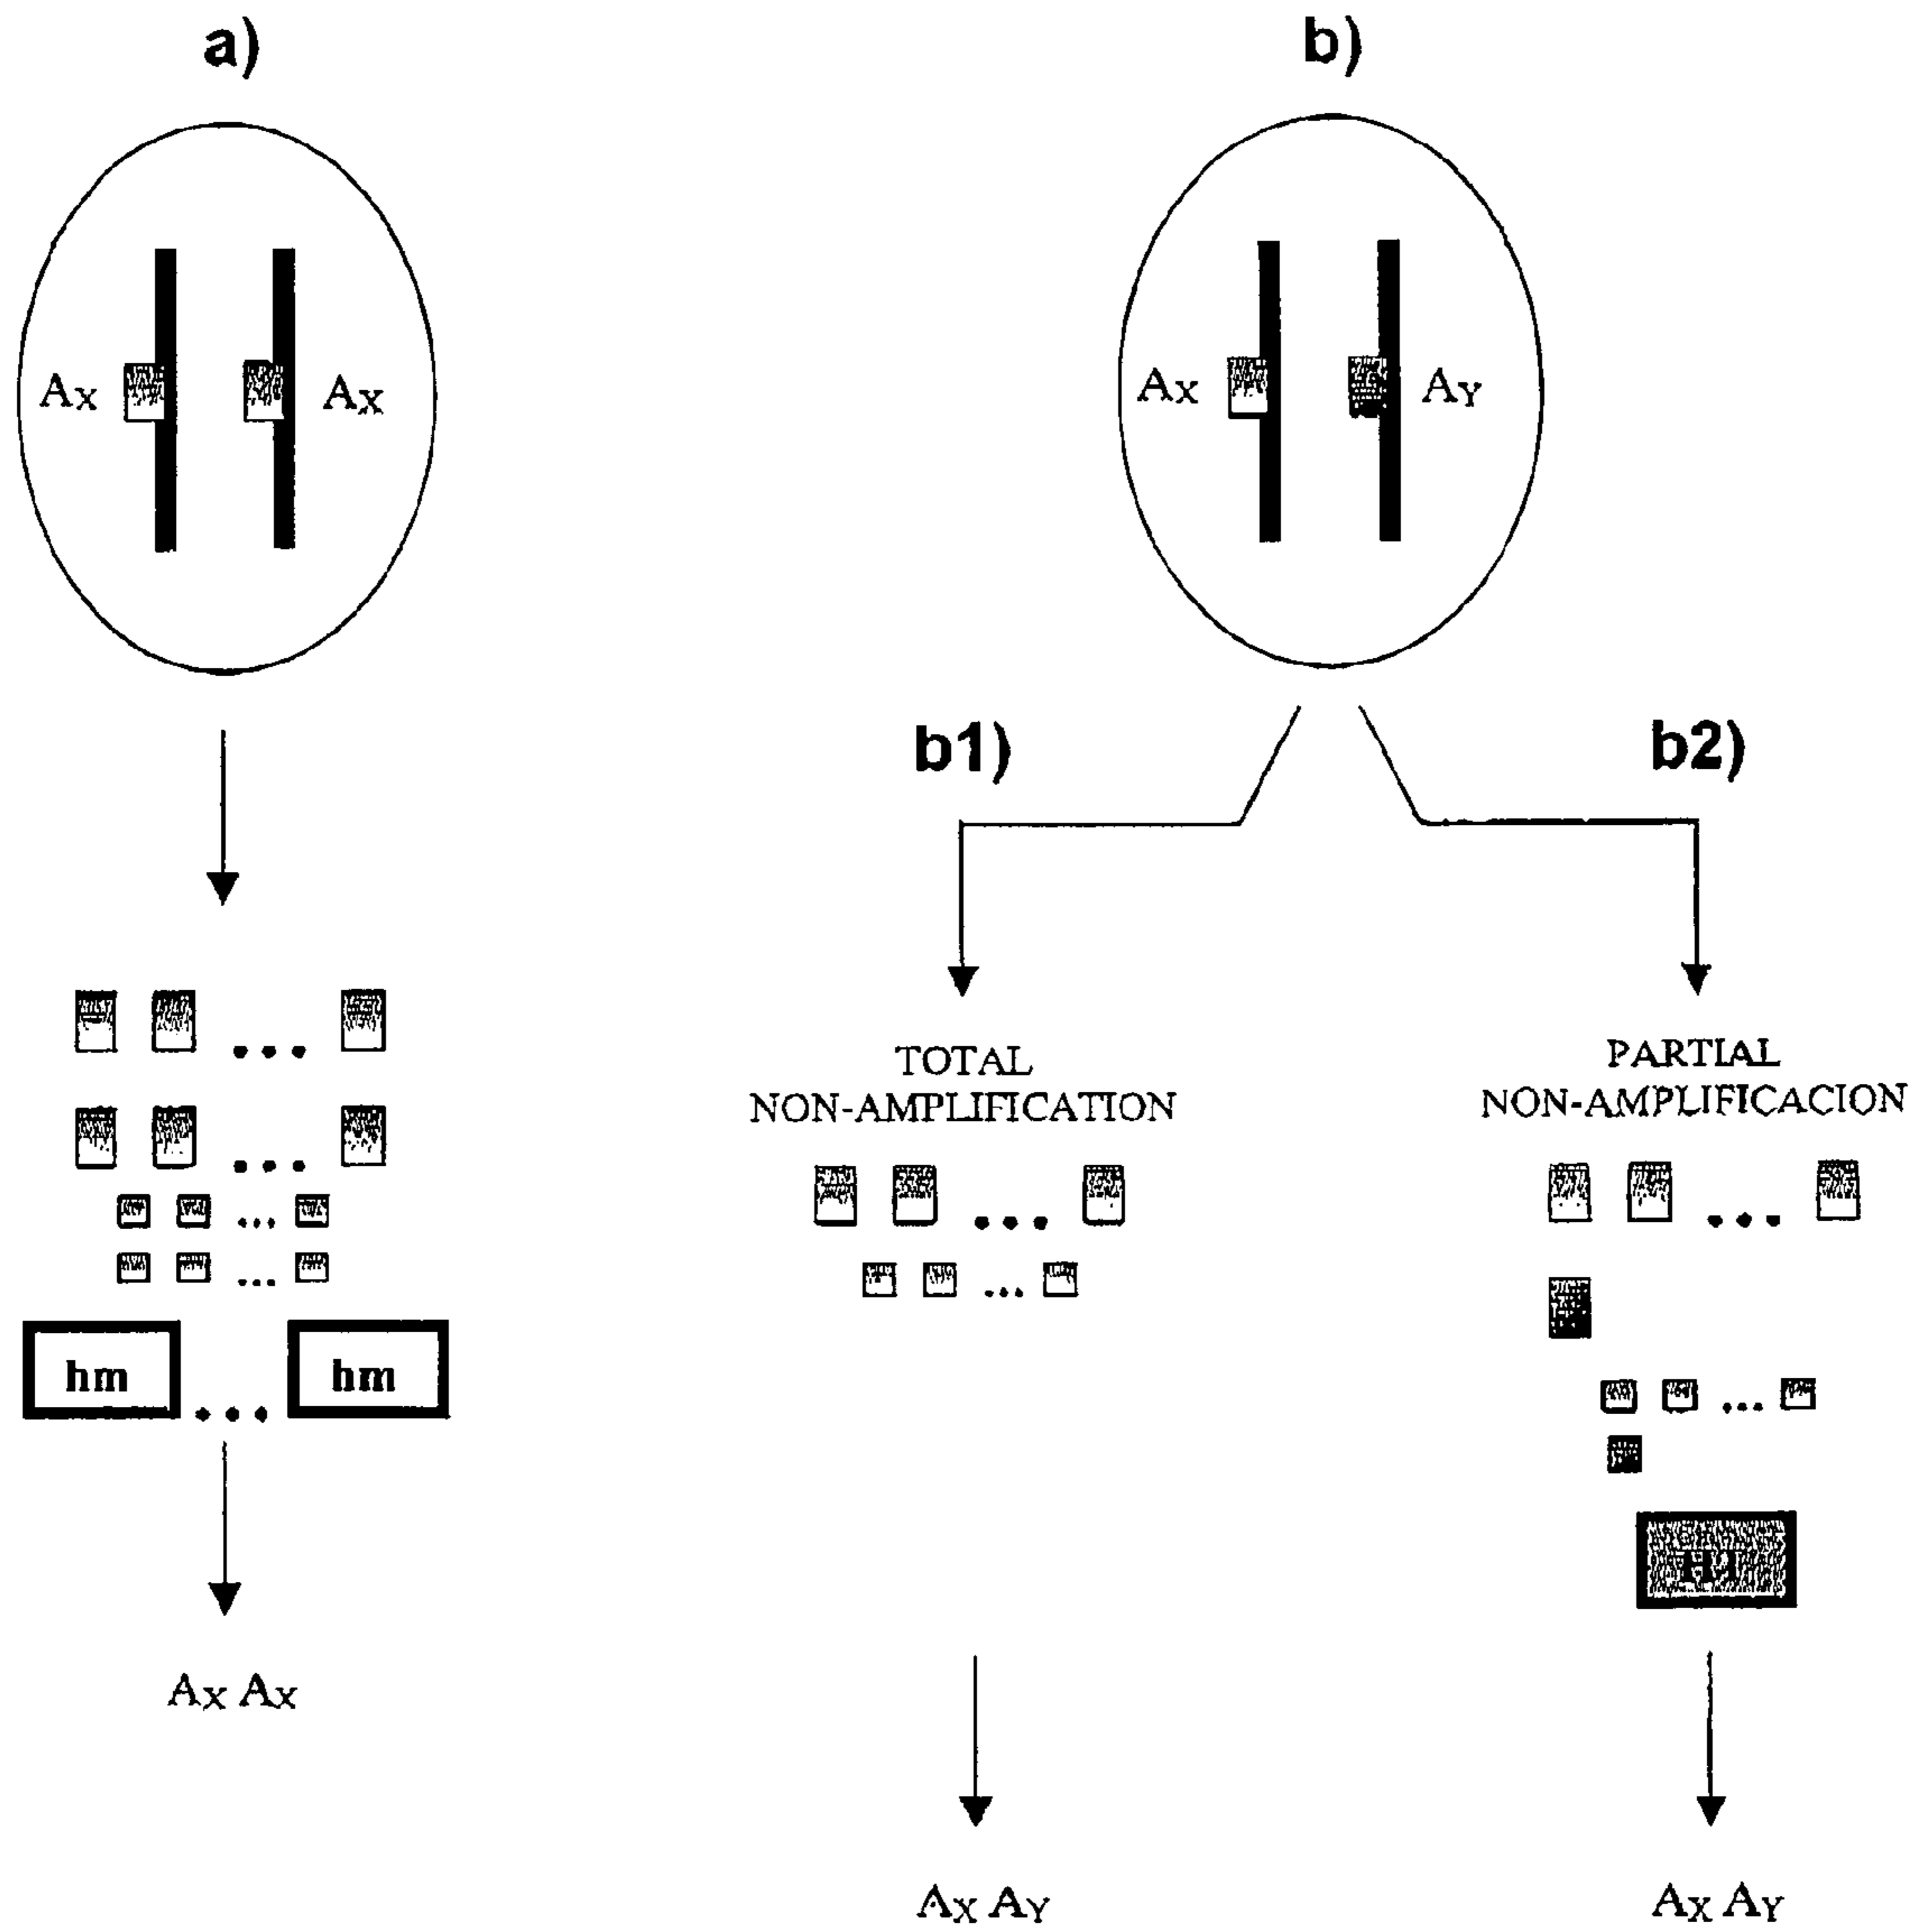 a)
b)
Ax Ax
Ax Ay
b1)
b2)
TOTAL
NON-AMPLIFICATION
PARTIAL
NON-AMPLIFICACION
hm ... hm
Ax Ax
Ax Ay
Ax Ay